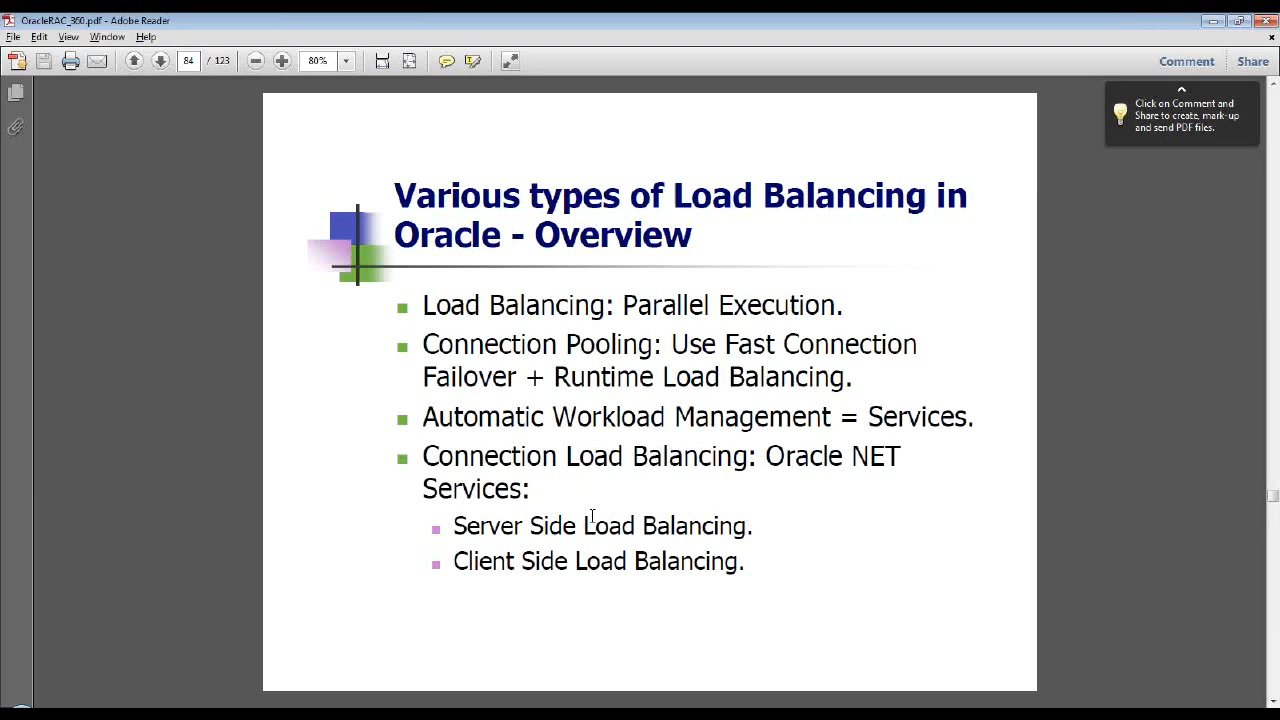 OracleRAC_360.pdf - Adobe Reader
File Edit View Window Help
84 / 123 80% Comment Share
Click on Comment and
Share to create, mark-up
and send PDF files.
Various types of Load Balancing in
Oracle - Overview
Load Balancing: Parallel Execution.
Connection Pooling: Use Fast Connection
Failover + Runtime Load Balancing.
Automatic Workload Management = Services.
Connection Load Balancing: Oracle NET
Services:
Server Side Load Balancing.
Client Side Load Balancing.